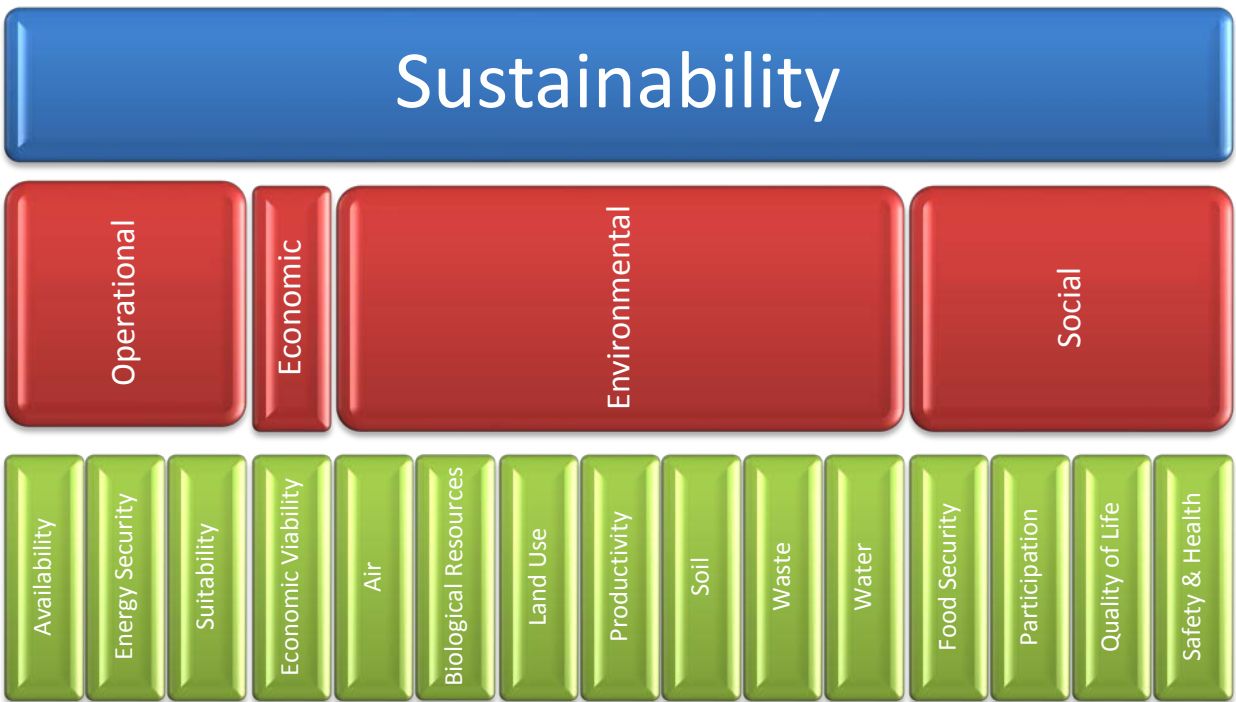 Sustainability
Operational
Economic
Environmental
Social
Availability
Energy Security
Suitability
Economic Viability
Air
Biological Resources
Land Use
Productivity
Soil
Waste
Water
Food Security
Participation
Quality of Life
Safety & Health